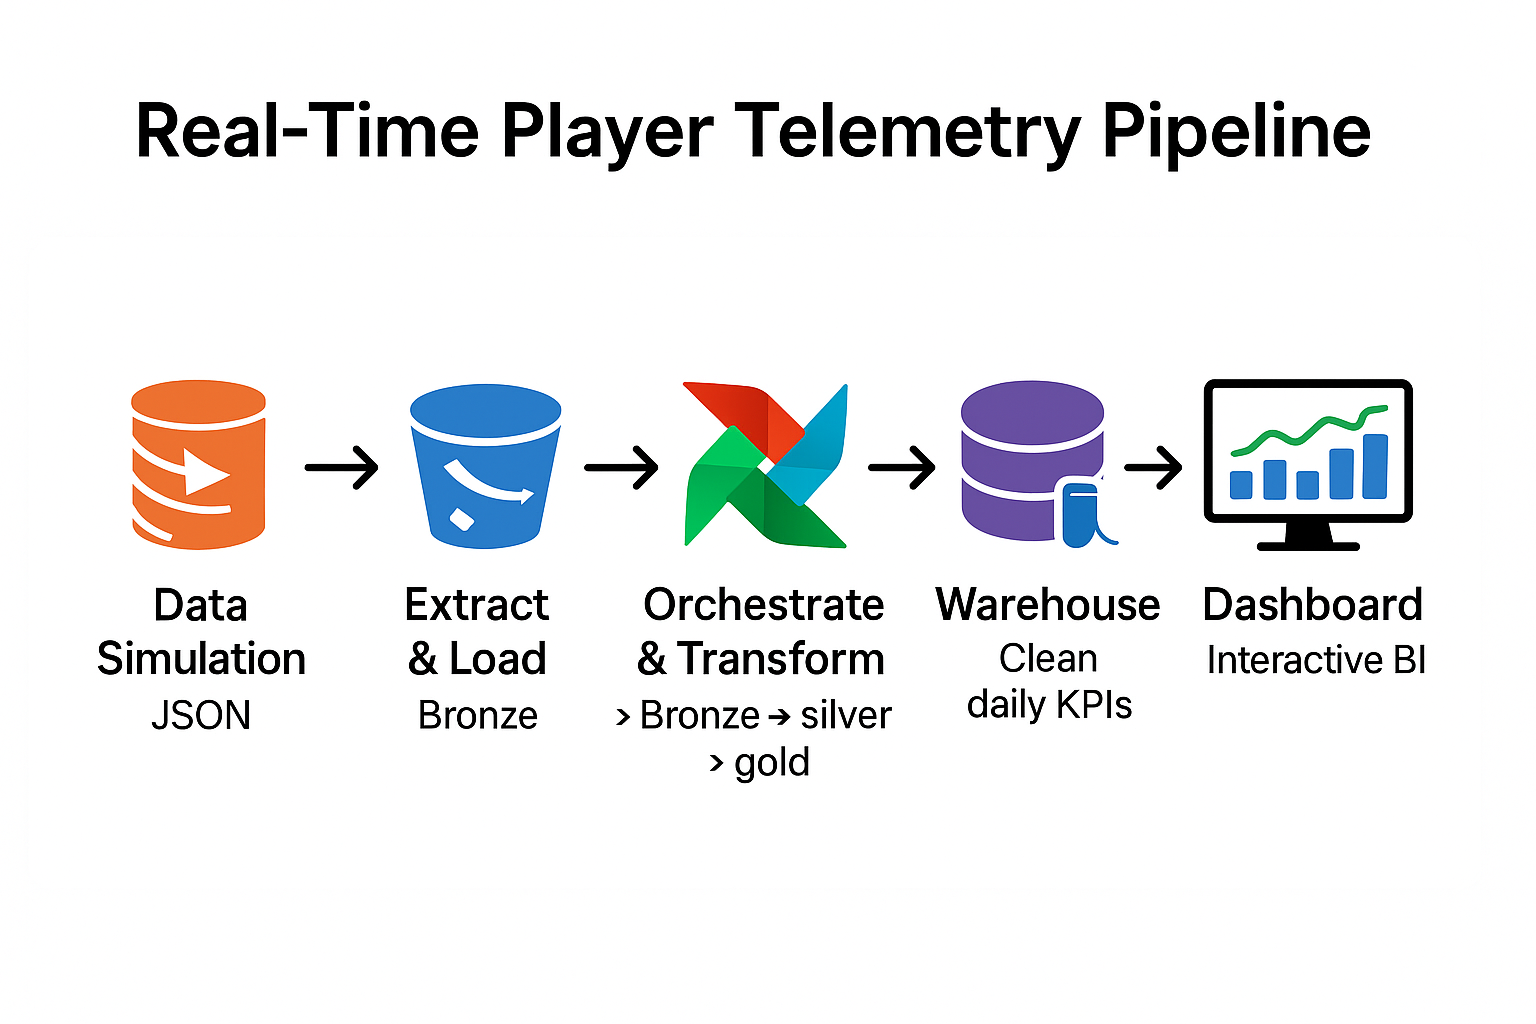 Real-Time Player Telemetry Pipeline
Data
Simulation
JSON
Extract
& Load
Bronze
Orchestrate
& Transform
› Bronze → silver
› gold
Warehouse
Clean
daily KPIs
Dashboard
Interactive BI